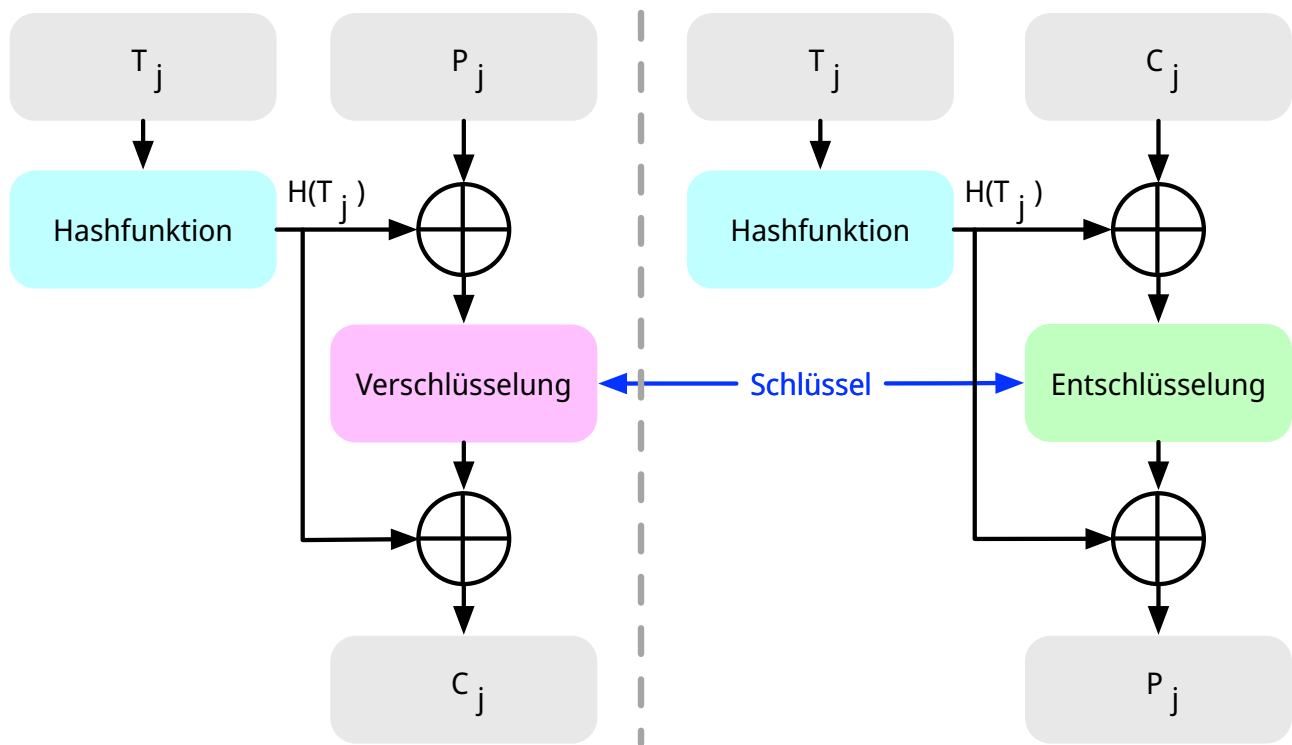 T j
P j
T j
C j
Hashfunktion
H(T j )
Hashfunktion
H(T j )
Verschlüsselung
Schlüssel
Entschlüsselung
C j
P j